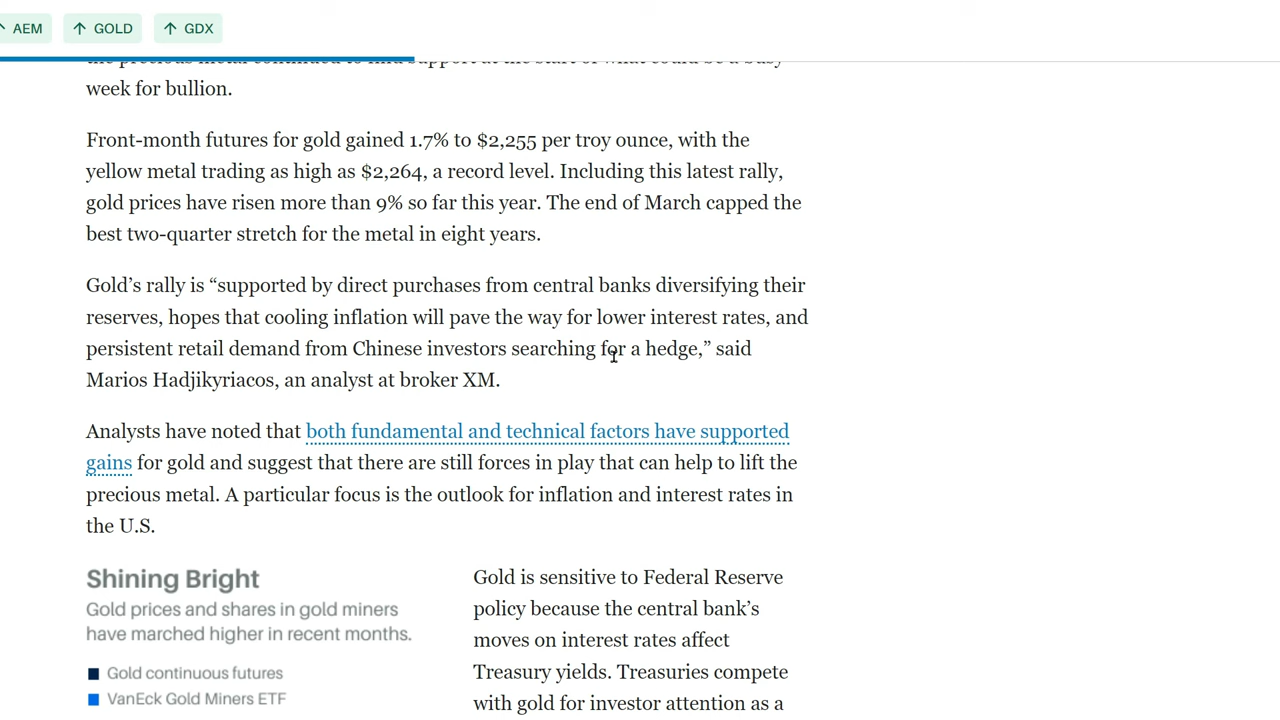 AEM
GOLD
GDX
week for bullion.
Front-month futures for gold gained 1.7% to $2,255 per troy ounce, with the
yellow metal trading as high as $2,264, a record level. Including this latest rally,
gold prices have risen more than 9% so far this year. The end of March capped the
best two-quarter stretch for the metal in eight years.
Gold’s rally is “supported by direct purchases from central banks diversifying their
reserves, hopes that cooling inflation will pave the way for lower interest rates, and
persistent retail demand from Chinese investors searching for a hedge,” said
Marios Hadjikyriacos, an analyst at broker XM.
Analysts have noted that both fundamental and technical factors have supported
gains for gold and suggest that there are still forces in play that can help to lift the
precious metal. A particular focus is the outlook for inflation and interest rates in
the U.S.
Shining Bright
Gold prices and shares in gold miners
have marched higher in recent months.
Gold continuous futures
VanEck Gold Miners ETF
Gold is sensitive to Federal Reserve
policy because the central bank’s
moves on interest rates affect
Treasury yields. Treasuries compete
with gold for investor attention as a